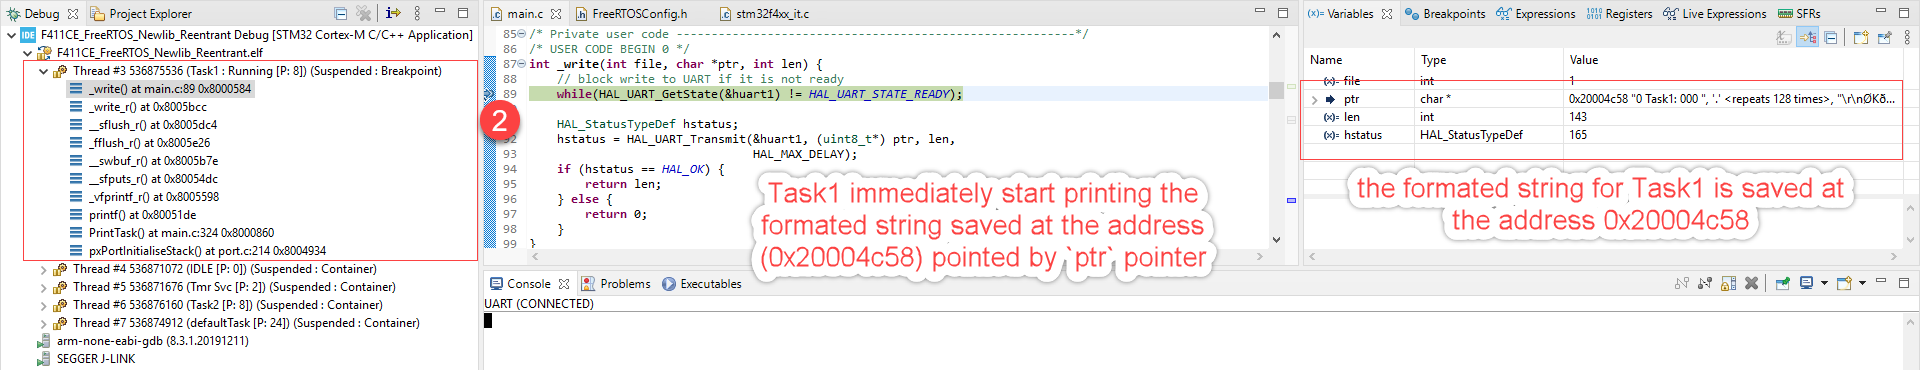 Debug Project Explorer
F411CE_FreeRTOS_Newlib_Reentrant Debug [STM32 Cortex-M C/C++ Application]
F411CE_FreeRTOS_Newlib_Reentrant.elf
Thread #3 536875536 (Task1 : Running [P: 8]) (Suspended : Breakpoint)
_write() at main.c:89 0x8000584
_write_r() at 0x8005bcc
__sflush_r() at 0x8005dc4
_fflush_r() at 0x8005e26
__swbuf_r() at 0x8005b7e
__sfputs_r() at 0x80054dc
_vfprintf_r() at 0x8005598
printf() at 0x80051de
PrintTask() at main.c:324 0x8000860
pxPortInitialiseStack() at port.c:214 0x8004934
Thread #4 536871072 (IDLE [P: 0]) (Suspended : Container)
Thread #5 536871676 (Tmr Svc [P: 2]) (Suspended : Container)
Thread #6 536876160 (Task2 [P: 8]) (Suspended : Container)
Thread #7 536874912 (defaultTask [P: 24]) (Suspended : Container)
arm-none-eabi-gdb (8.3.1.20191211)
SEGGER J-LINK
main.c FreeRTOSConfig.h stm32f4xx_it.c
85 /* Private user code ---------------------------------------------------------*/
86 /* USER CODE BEGIN 0 */
87 int _write(int file, char *ptr, int len) {
88 // block write to UART if it is not ready
89 while(HAL_UART_GetState(&huart1) != HAL_UART_STATE_READY);
2
HAL_StatusTypeDef hstatus;
92 hstatus = HAL_UART_Transmit(&huart1, (uint8_t*) ptr, len,
93 HAL_MAX_DELAY);
94 if (hstatus == HAL_OK) {
95 return len;
96 } else {
97 return 0;
98 }
99 }
Task1 immediately start printing the
formated string saved at the address
(0x20004c58) pointed by `ptr` pointer
Console Problems Executables
UART (CONNECTED)
Variables Breakpoints Expressions Registers Live Expressions SFRs
Name Type Value
file int 1
ptr char * 0x20004c58 "0 Task1: 000 ", '.' <repeats 128 times>, "\r\nØKð...
len int 143
hstatus HAL_StatusTypeDef 165
the formated string for Task1 is saved at
the address 0x20004c58